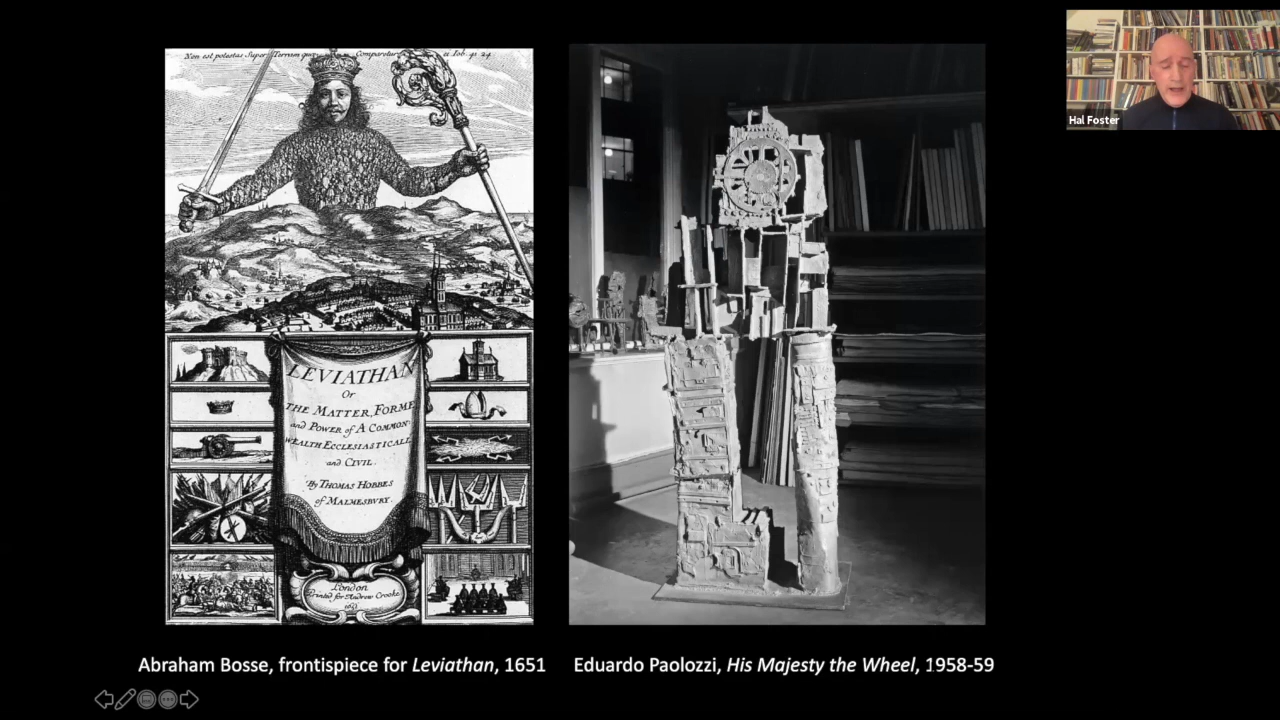 Non est potestas Super Terram quæ Comparetur ei Iob. 41. 24
LEVIATHAN
Or
THE MATTER, FORME
and POWER of A COMMON-
WEALTH ECCLESIASTICALL
and CIVIL.
By THOMAS HOBBES
of MALMESBURY.
London
Printed for Andrew Crooke
1651
Hal Foster
Abraham Bosse, frontispiece for Leviathan, 1651
Eduardo Paolozzi, His Majesty the Wheel, 1958-59